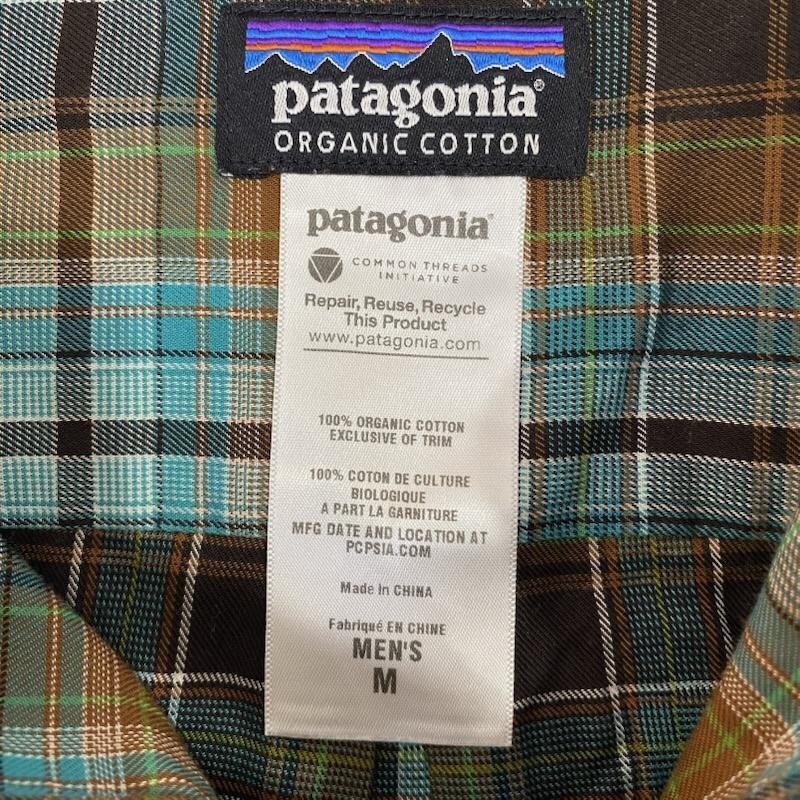 patagonia®
ORGANIC COTTON
patagonia®
COMMON THREADS
INITIATIVE
Repair, Reuse, Recycle
This Product
www.patagonia.com
100% ORGANIC COTTON
EXCLUSIVE OF TRIM
100% COTON DE CULTURE
BIOLOGIQUE
A PART LA GARNITURE
MFG DATE AND LOCATION AT
PCPSIA.COM
Made in CHINA
Fabriqué EN CHINE
MEN'S
M